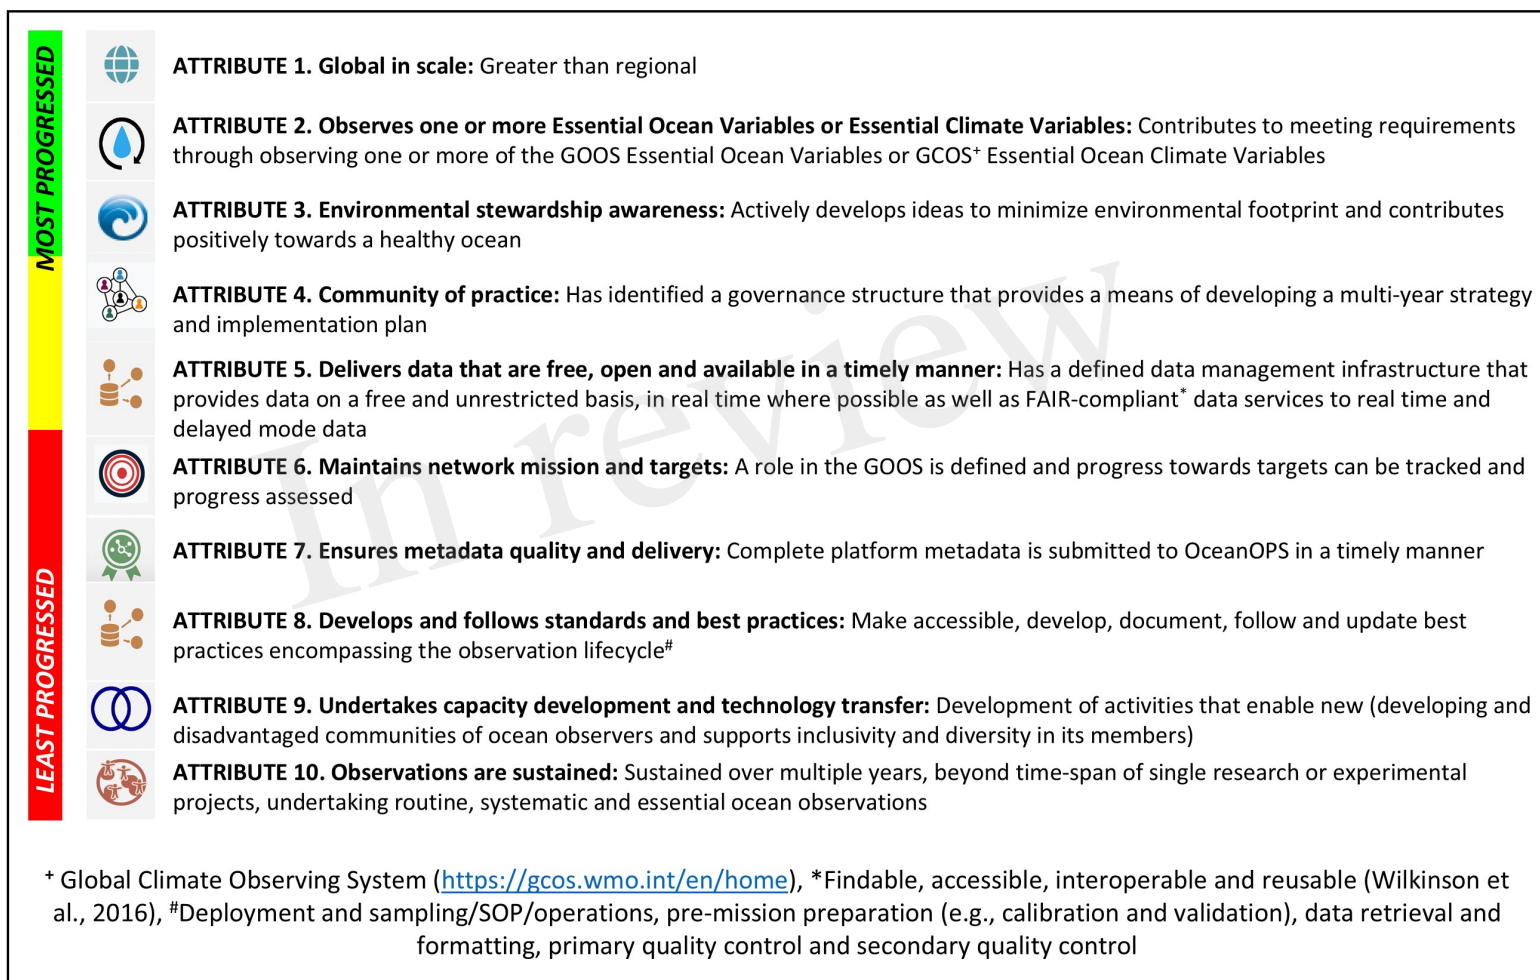 MOST PROGRESSED
LEAST PROGRESSED
ATTRIBUTE 1. Global in scale: Greater than regional
ATTRIBUTE 2. Observes one or more Essential Ocean Variables or Essential Climate Variables: Contributes to meeting requirements
through observing one or more of the GOOS Essential Ocean Variables or GCOS⁺ Essential Ocean Climate Variables
ATTRIBUTE 3. Environmental stewardship awareness: Actively develops ideas to minimize environmental footprint and contributes
positively towards a healthy ocean
ATTRIBUTE 4. Community of practice: Has identified a governance structure that provides a means of developing a multi-year strategy
and implementation plan
ATTRIBUTE 5. Delivers data that are free, open and available in a timely manner: Has a defined data management infrastructure that
provides data on a free and unrestricted basis, in real time where possible as well as FAIR-compliant* data services to real time and
delayed mode data
ATTRIBUTE 6. Maintains network mission and targets: A role in the GOOS is defined and progress towards targets can be tracked and
progress assessed
ATTRIBUTE 7. Ensures metadata quality and delivery: Complete platform metadata is submitted to OceanOPS in a timely manner
ATTRIBUTE 8. Develops and follows standards and best practices: Make accessible, develop, document, follow and update best
practices encompassing the observation lifecycle#
ATTRIBUTE 9. Undertakes capacity development and technology transfer: Development of activities that enable new (developing and
disadvantaged communities of ocean observers and supports inclusivity and diversity in its members)
ATTRIBUTE 10. Observations are sustained: Sustained over multiple years, beyond time-span of single research or experimental
projects, undertaking routine, systematic and essential ocean observations
⁺ Global Climate Observing System (https://gcos.wmo.int/en/home), *Findable, accessible, interoperable and reusable (Wilkinson et
al., 2016), #Deployment and sampling/SOP/operations, pre-mission preparation (e.g., calibration and validation), data retrieval and
formatting, primary quality control and secondary quality control
In review